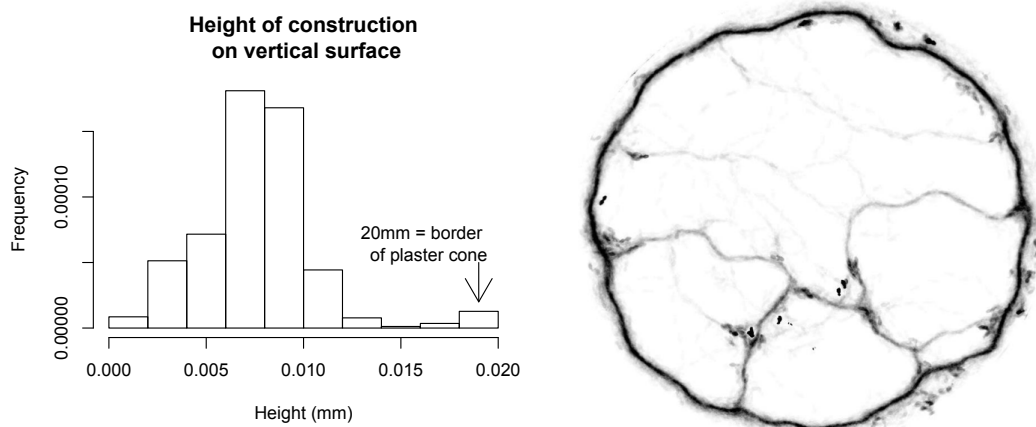 Height of construction
on vertical surface
Frequency
0.00010
0.00000
20mm = border
of plaster cone
0.000 0.005 0.010 0.015 0.020
Height (mm)